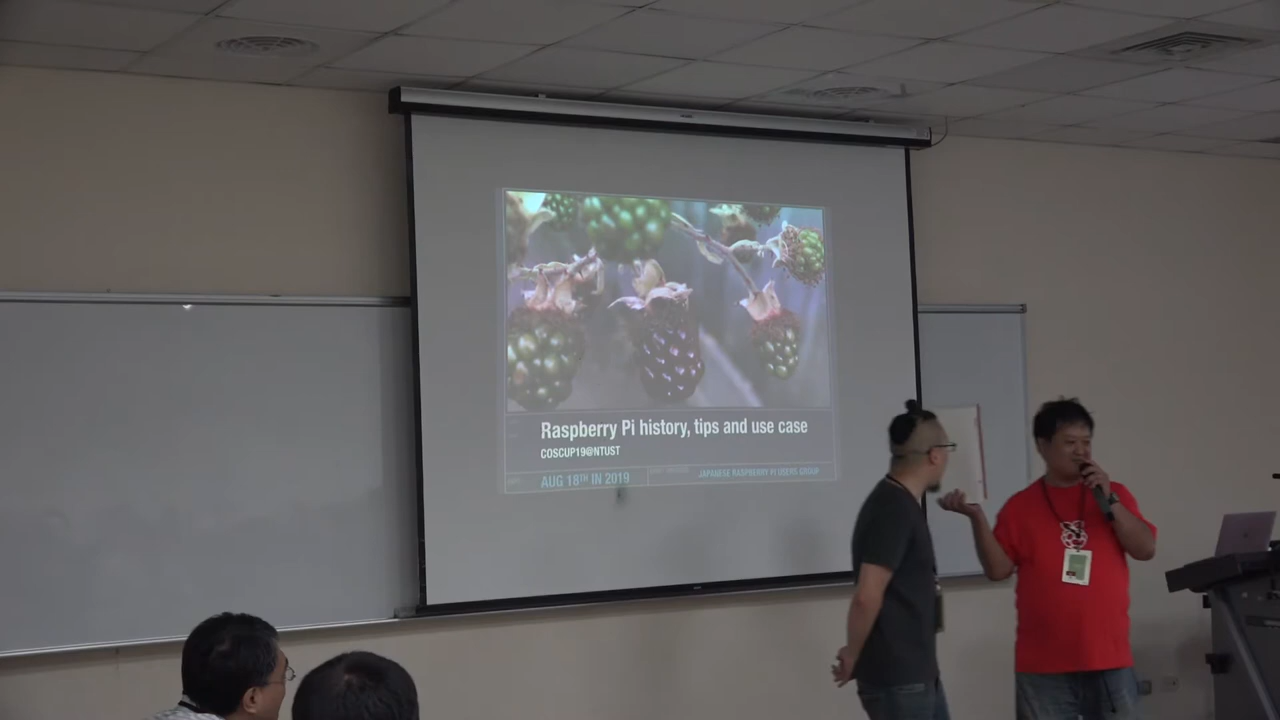 Raspberry Pi history, tips and use case
COSCUP19@NTUST
AUG 18TH IN 2019
JAPANESE RASPBERRY PI USERS GROUP